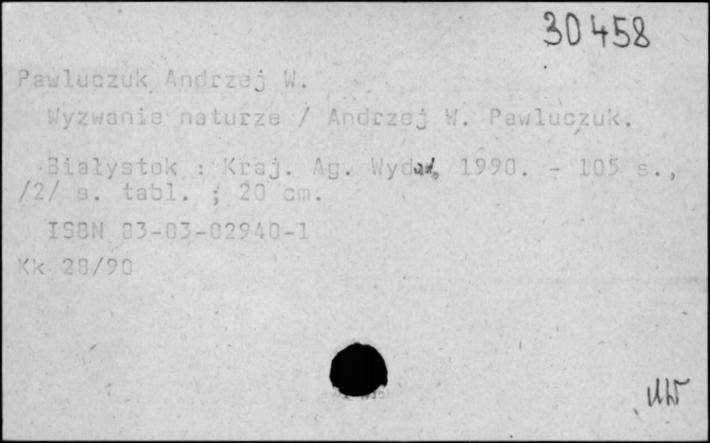 30458
Pawluczuk Andrzej W.
Wyzwanie naturze / Andrzej W. Pawluczuk.
Białystok : Kraj. Ag. Wydaw., 1990. - 105 s.,
/2/ s. tabl. ; 20 cm.
ISBN 83-03-02940-1
Kk 28/90